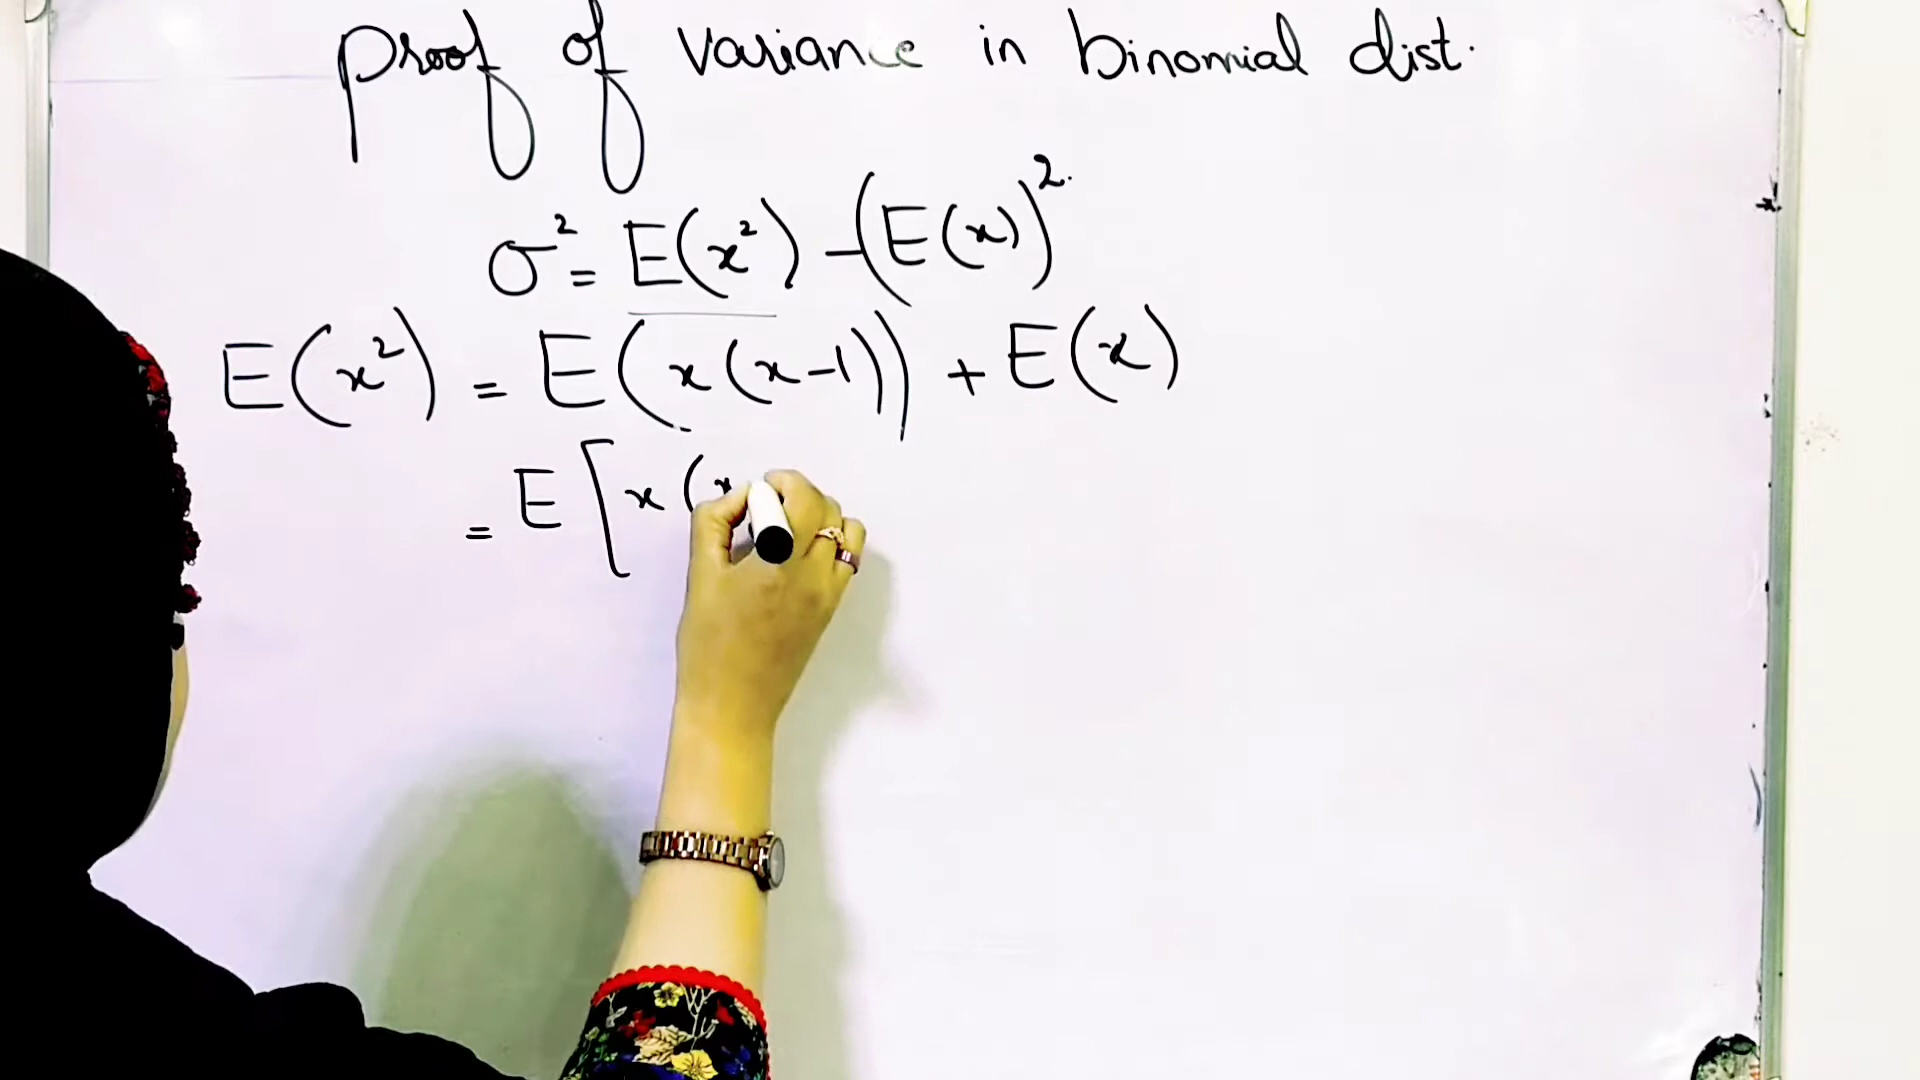 Proof of variance in binomial dist.
σ² = E(x²) - (E(x))²
E(x²) = E(x(x-1)) + E(x)
= E[x(x